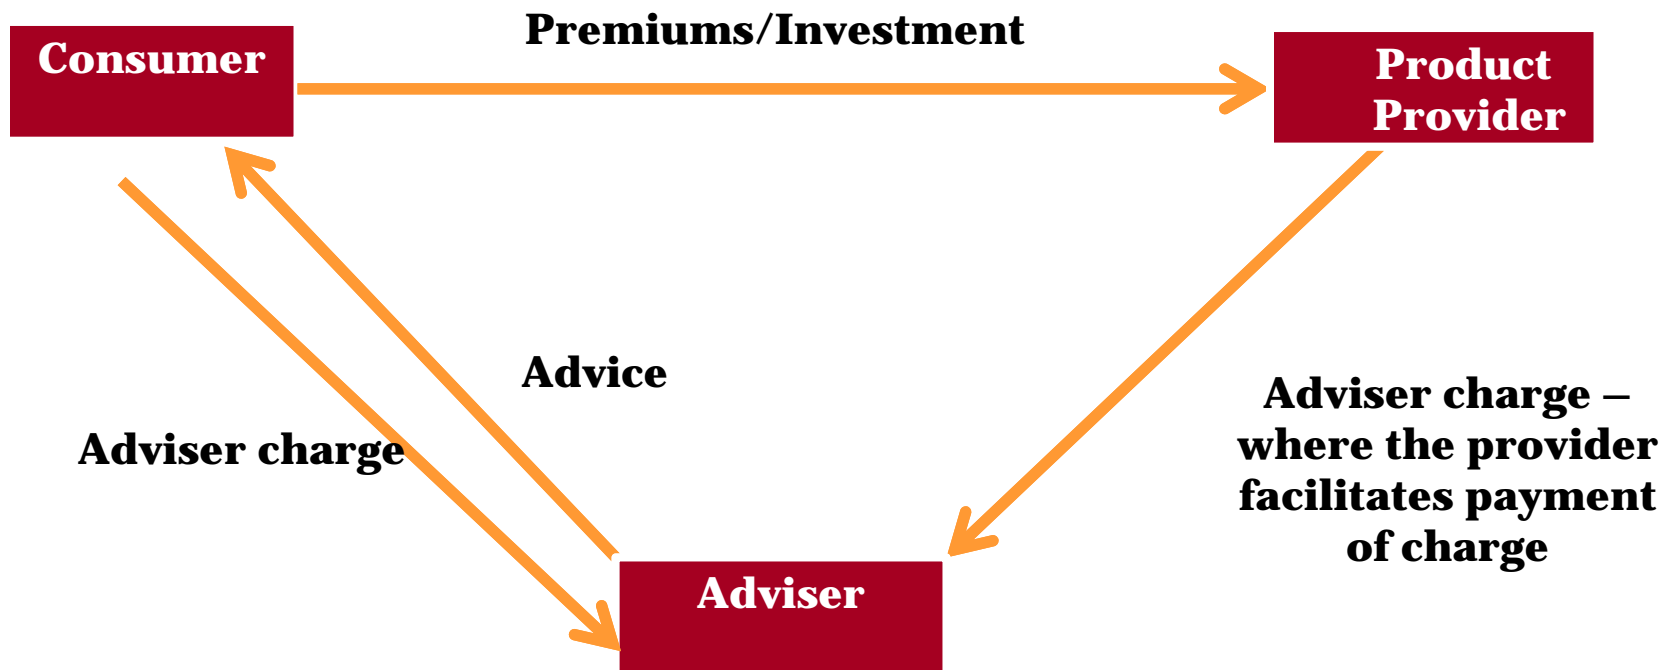 Consumer
Premiums/Investment
Product
Provider
Advice
Adviser charge
Adviser charge –
where the provider
facilitates payment
of charge
Adviser